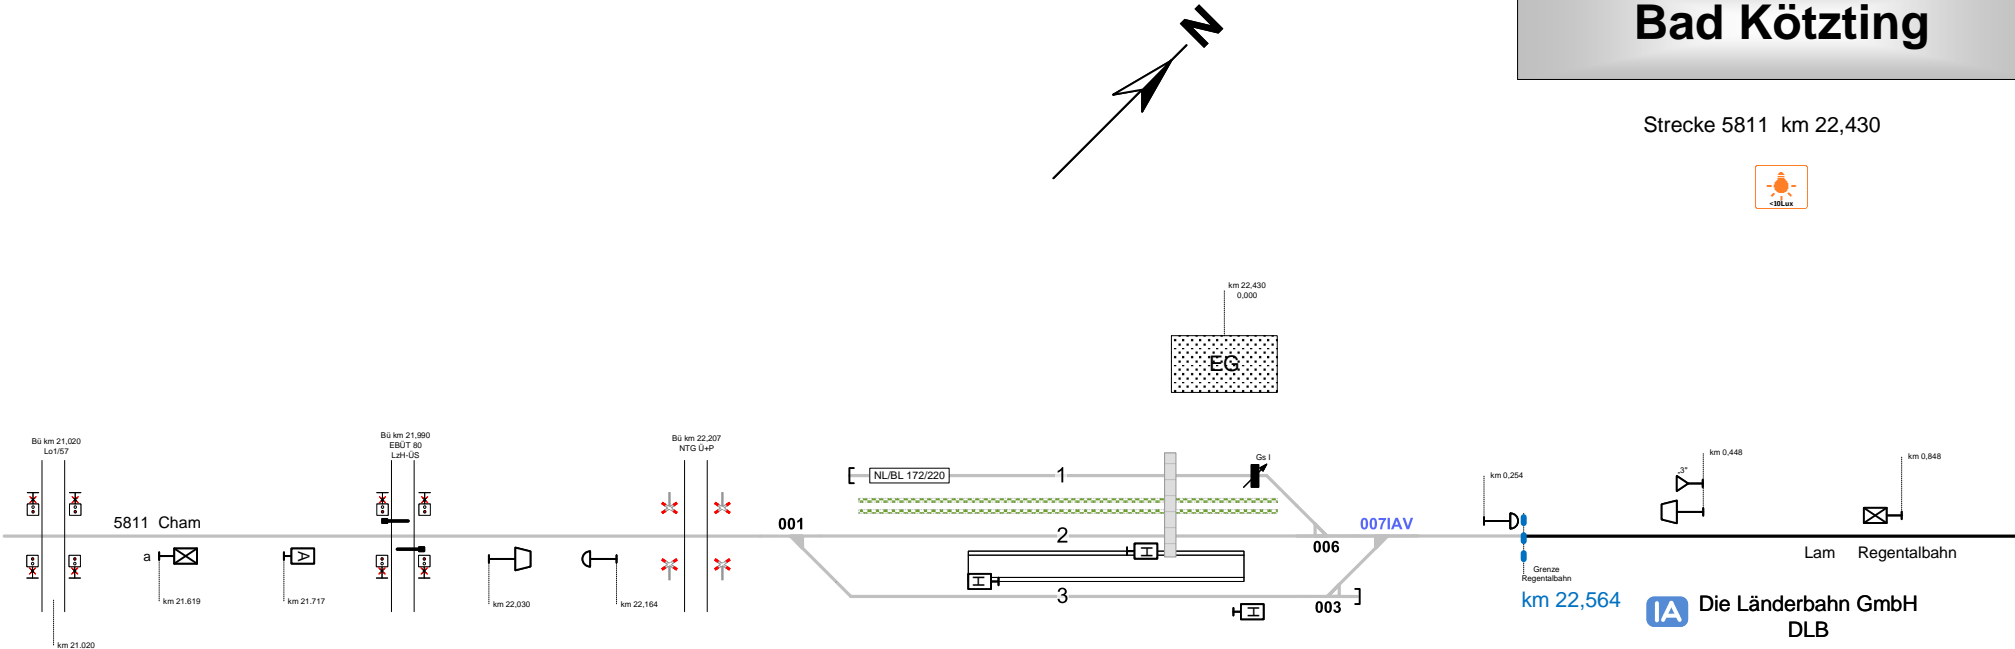 N
Bad Kötzting
Strecke 5811 km 22,430
<10Lux
km 22,430
0,000
EG
Bü km 21,020
Lo1/57
Bü km 21,990
EBÜT 80
LzH-ÜS
Bü km 22,207
NTG Ü+P
Gs I
NL/BL 172/220
1
km 0,254
„3"
km 0,448
km 0,848
5811 Cham
001
2
007IAV
006
a
A
H
H
3
H
003
Lam Regentalbahn
Grenze
Regentalbahn
km 22,564
IA
Die Länderbahn GmbH
DLB
km 21.619
km 21.717
km 22,030
km 22,164
km 21.020